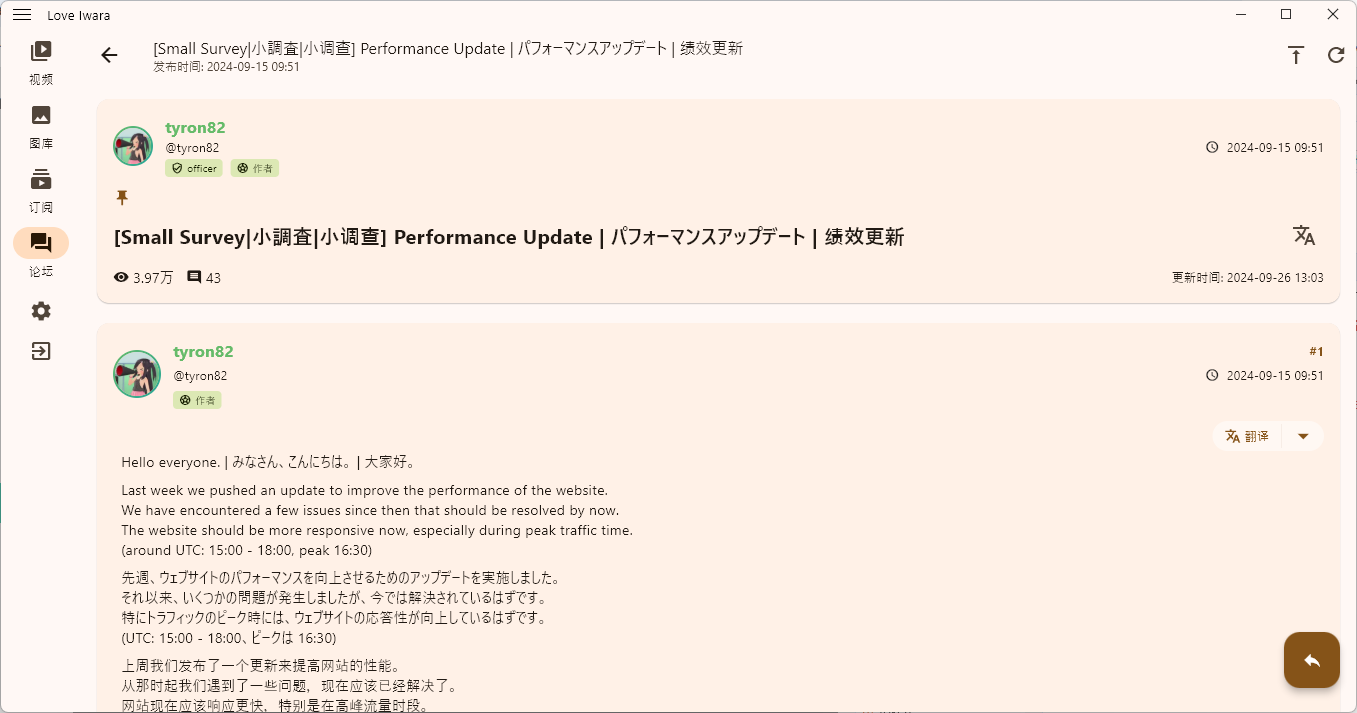 Love Iwara
视频
图库
订阅
论坛
[Small Survey|小調査|小调查] Performance Update | パフォーマンスアップデート | 绩效更新
发布时间: 2024-09-15 09:51
tyron82
@tyron82
officer 作者
2024-09-15 09:51
[Small Survey|小調査|小调查] Performance Update | パフォーマンスアップデート | 绩效更新
3.97万 43
更新时间: 2024-09-26 13:03
tyron82
@tyron82
作者
#1
2024-09-15 09:51
翻译
Hello everyone. | みなさん、こんにちは。 | 大家好。
Last week we pushed an update to improve the performance of the website.
We have encountered a few issues since then that should be resolved by now.
The website should be more responsive now, especially during peak traffic time.
(around UTC: 15:00 - 18:00, peak 16:30)
先週、ウェブサイトのパフォーマンスを向上させるためのアップデートを実施しました。
それ以来、いくつかの問題が発生しましたが、今では解決されているはずです。
特にトラフィックのピーク時には、ウェブサイトの応答性が向上しているはずです。
(UTC: 15:00 - 18:00、ピークは 16:30)
上周我们发布了一个更新来提高网站的性能。
从那时起我们遇到了一些问题，现在应该已经解决了。
网站现在应该响应更快，特别是在高峰流量时段。